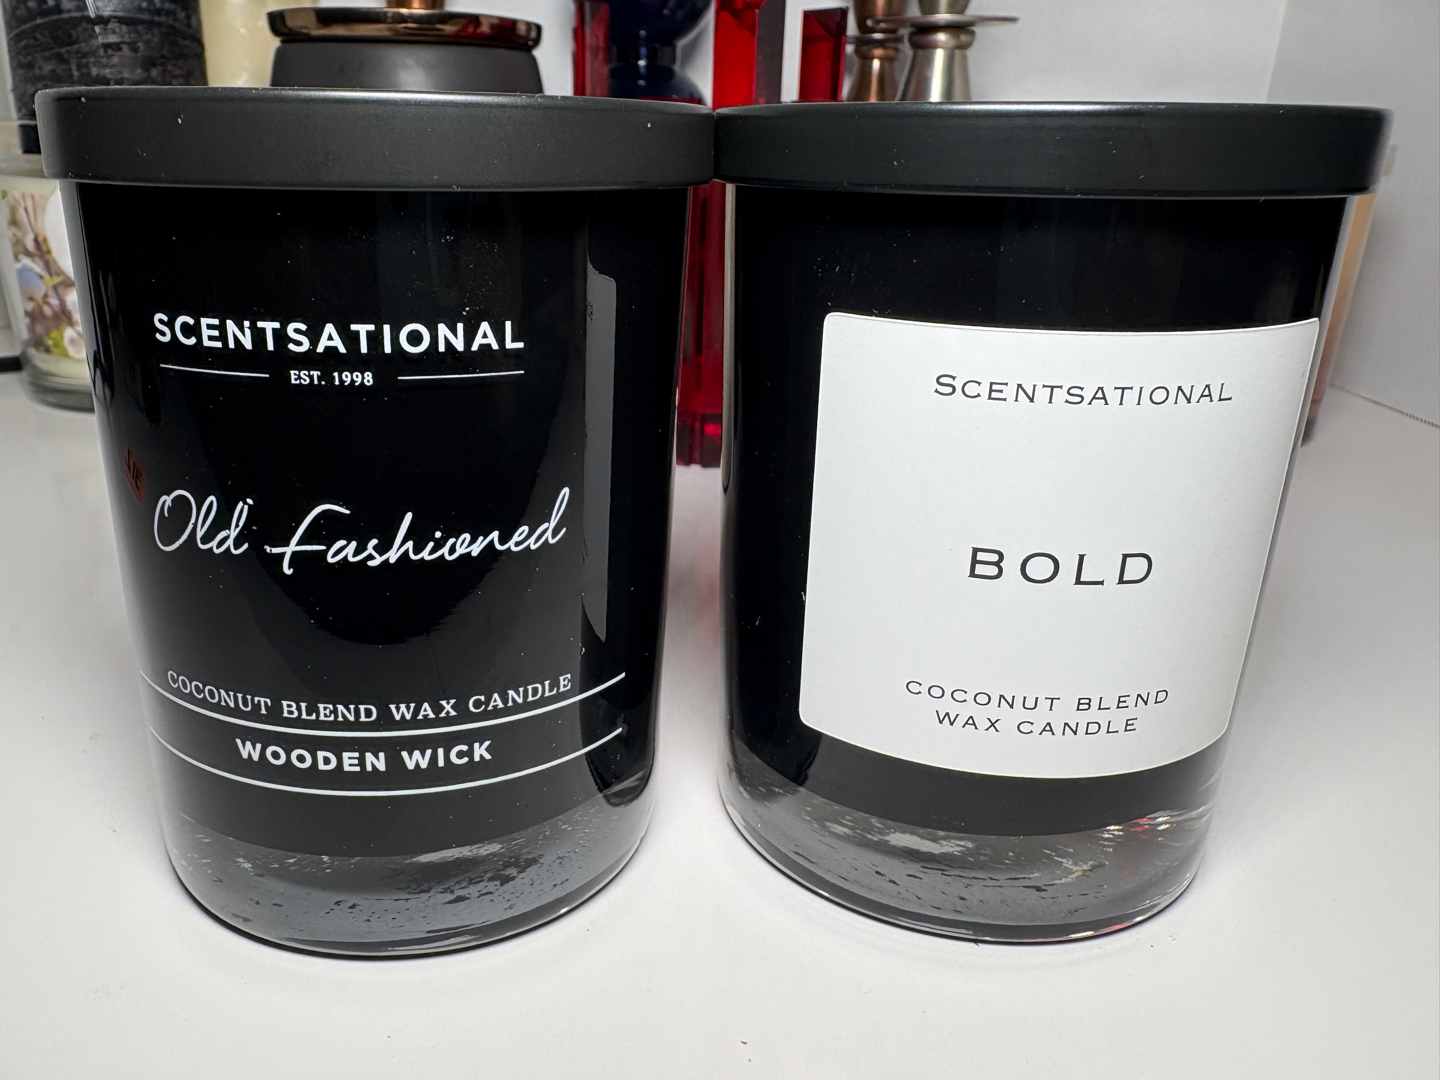 SCENTSATIONAL
EST. 1998
Old Fashioned
COCONUT BLEND WAX CANDLE
WOODEN WICK
SCENTSATIONAL
BOLD
COCONUT BLEND
WAX CANDLE